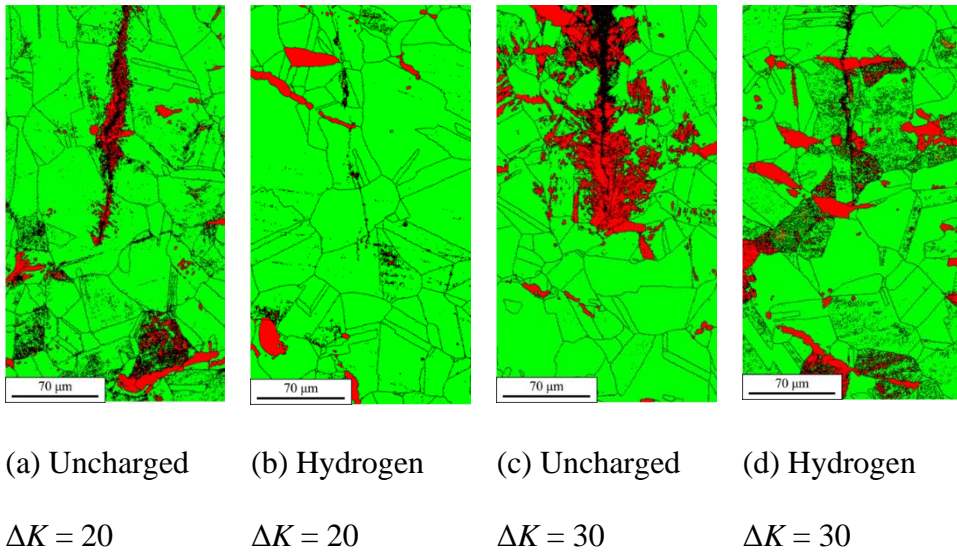 70 μm
70 μm
70 μm
70 μm
(a) Uncharged
(b) Hydrogen
(c) Uncharged
(d) Hydrogen
ΔK = 20
ΔK = 20
ΔK = 30
ΔK = 30